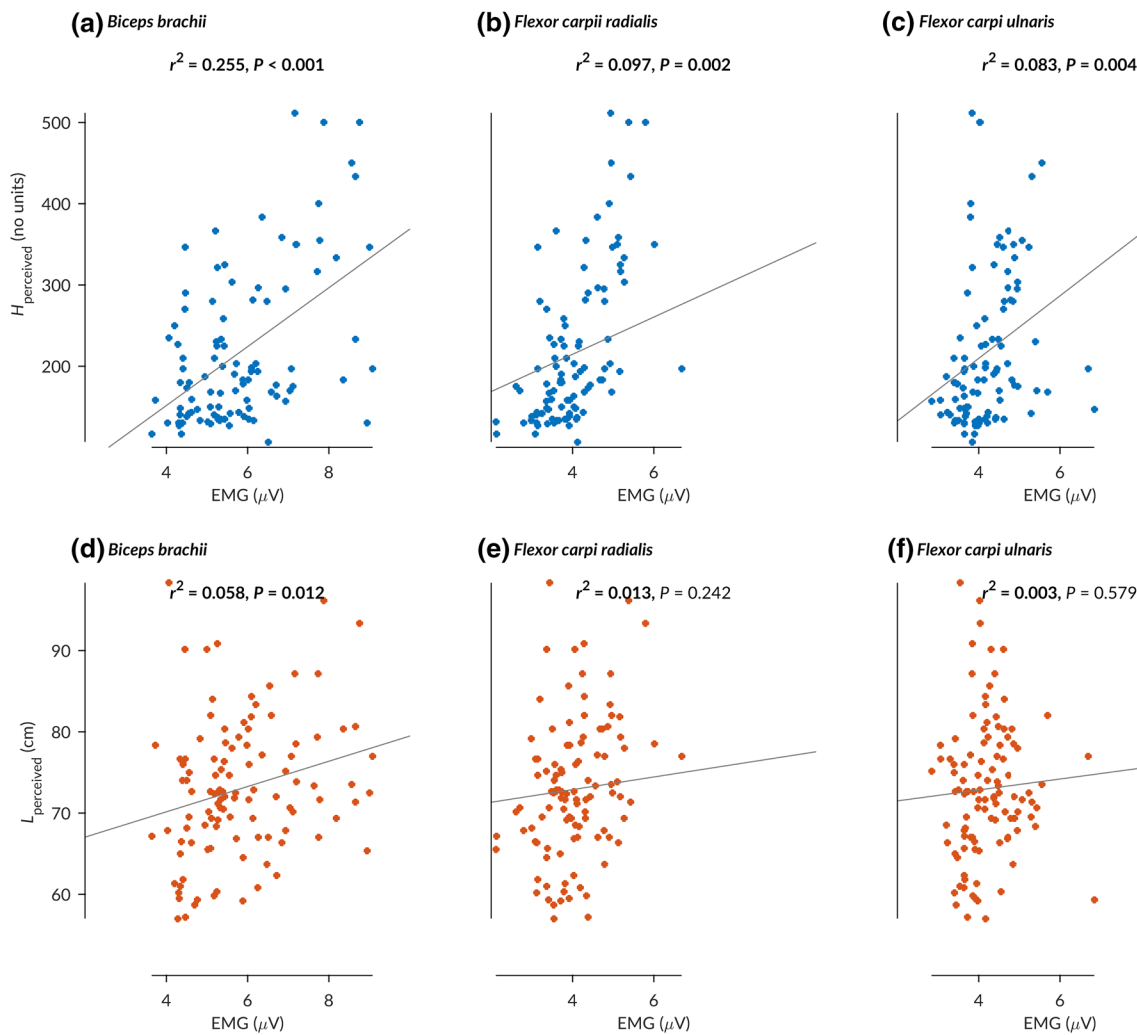 (a) Biceps brachii
r² = 0.255, P < 0.001
(b) Flexor carpii radialis
r² = 0.097, P = 0.002
(c) Flexor carpi ulnaris
r² = 0.083, P = 0.004
H perceived (no units)
500
400
300
200
4 6 8
EMG (μV)
4 6
EMG (μV)
4 6
EMG (μV)
(d) Biceps brachii
r² = 0.058, P = 0.012
(e) Flexor carpi radialis
r² = 0.013, P = 0.242
(f) Flexor carpi ulnaris
r² = 0.003, P = 0.579
L perceived (cm)
90
80
70
60
4 6 8
EMG (μV)
4 6
EMG (μV)
4 6
EMG (μV)